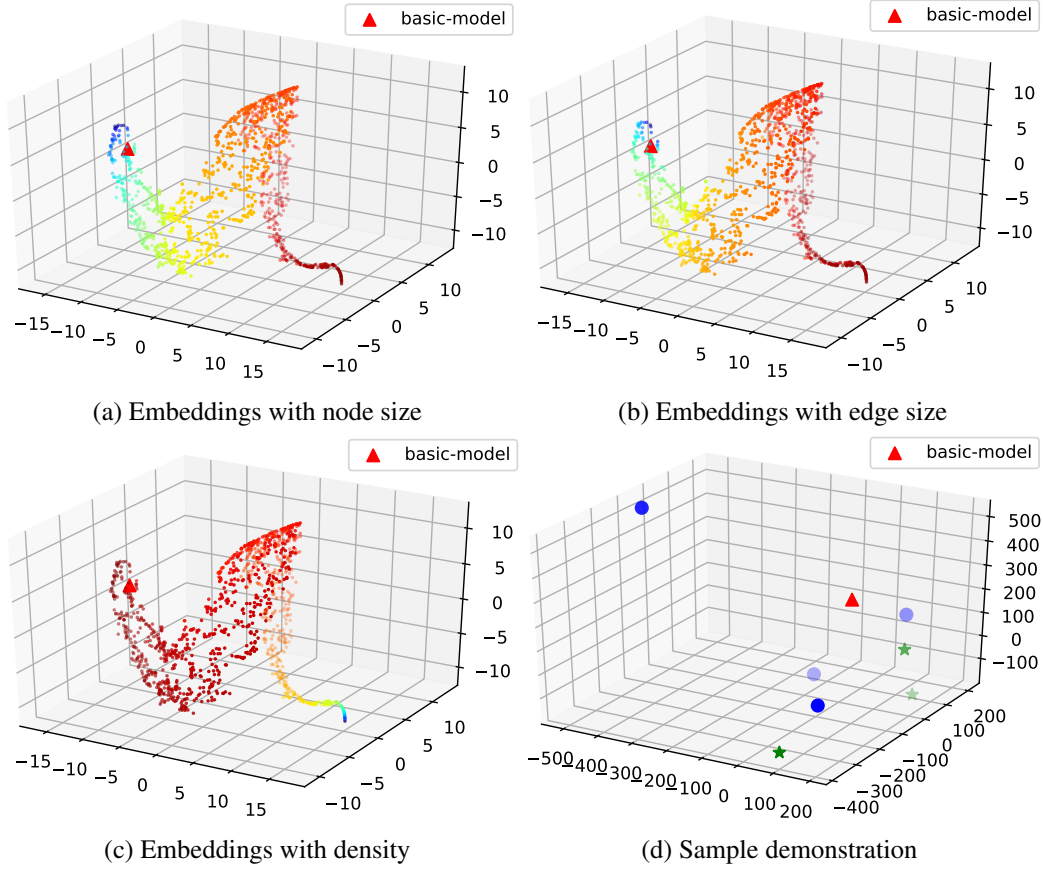 basic-model
10
5
0
−5
−10
−15 −10 −5 0 5 10 15
−10 −5 0 5 10
(a) Embeddings with node size
basic-model
10
5
0
−5
−10
−15 −10 −5 0 5 10 15
−10 −5 0 5 10
(b) Embeddings with edge size
basic-model
10
5
0
−5
−10
−15 −10 −5 0 5 10 15
−10 −5 0 5 10
(c) Embeddings with density
basic-model
500
400
300
200
100
0
−100
−500 −400 −300 −200 −100 0 100 200
−400 −300 −200 −100 0 100 200
(d) Sample demonstration